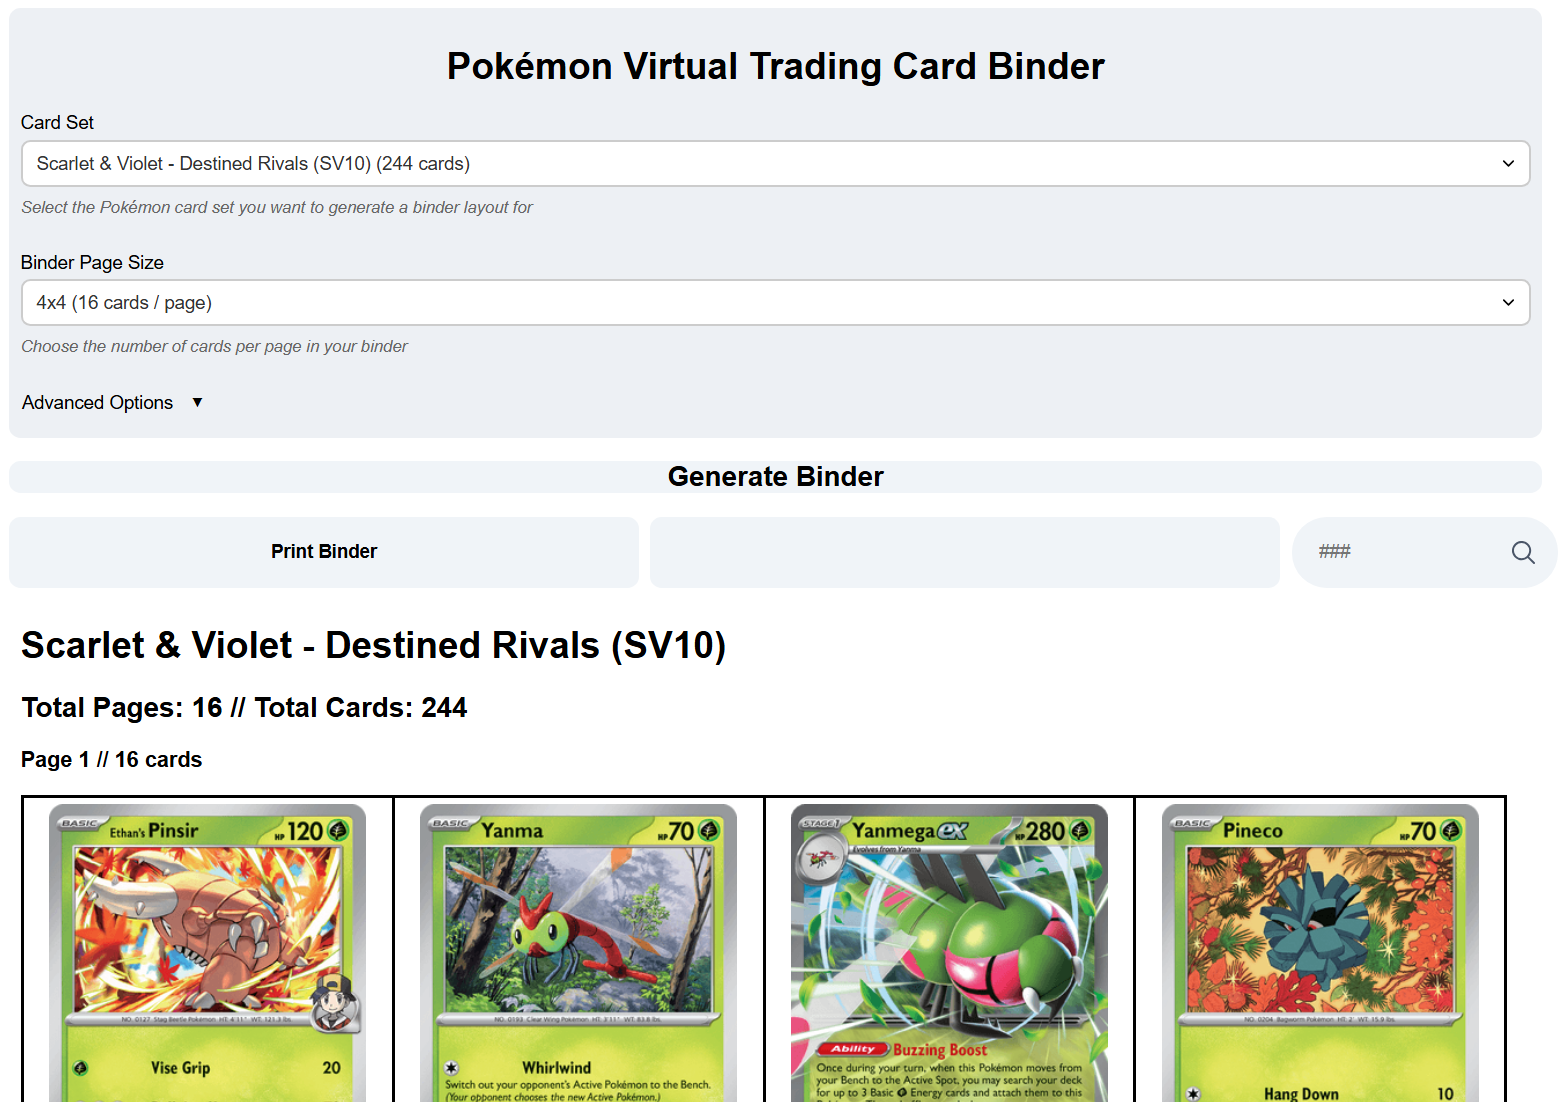 Pokémon Virtual Trading Card Binder
Card Set
Scarlet & Violet - Destined Rivals (SV10) (244 cards)
Select the Pokémon card set you want to generate a binder layout for
Binder Page Size
4x4 (16 cards / page)
Choose the number of cards per page in your binder
Advanced Options ▼
Generate Binder
Print Binder
###
Scarlet & Violet - Destined Rivals (SV10)
Total Pages: 16 // Total Cards: 244
Page 1 // 16 cards
BASIC Ethan's Pinsir HP 120
NO. 0127 Stag Beetle Pokémon HT: 4'11" WT: 121.3 lbs.
Vise Grip 20
BASIC Yanma HP 70
NO. 0193 Clear Wing Pokémon HT: 3'11" WT: 83.8 lbs.
Whirlwind
Switch out your opponent's Active Pokémon to the Bench.
(Your opponent chooses the new Active Pokémon.)
STAGE 1 Yanmega ex HP 280
Evolves from Yanma
Ability Buzzing Boost
Once during your turn, when this Pokémon moves from
your Bench to the Active Spot, you may search your deck
for up to 3 Basic Energy cards and attach them to this
BASIC Pineco HP 70
NO. 0204 Bagworm Pokémon HT: 2' WT: 15.9 lbs.
Hang Down 10